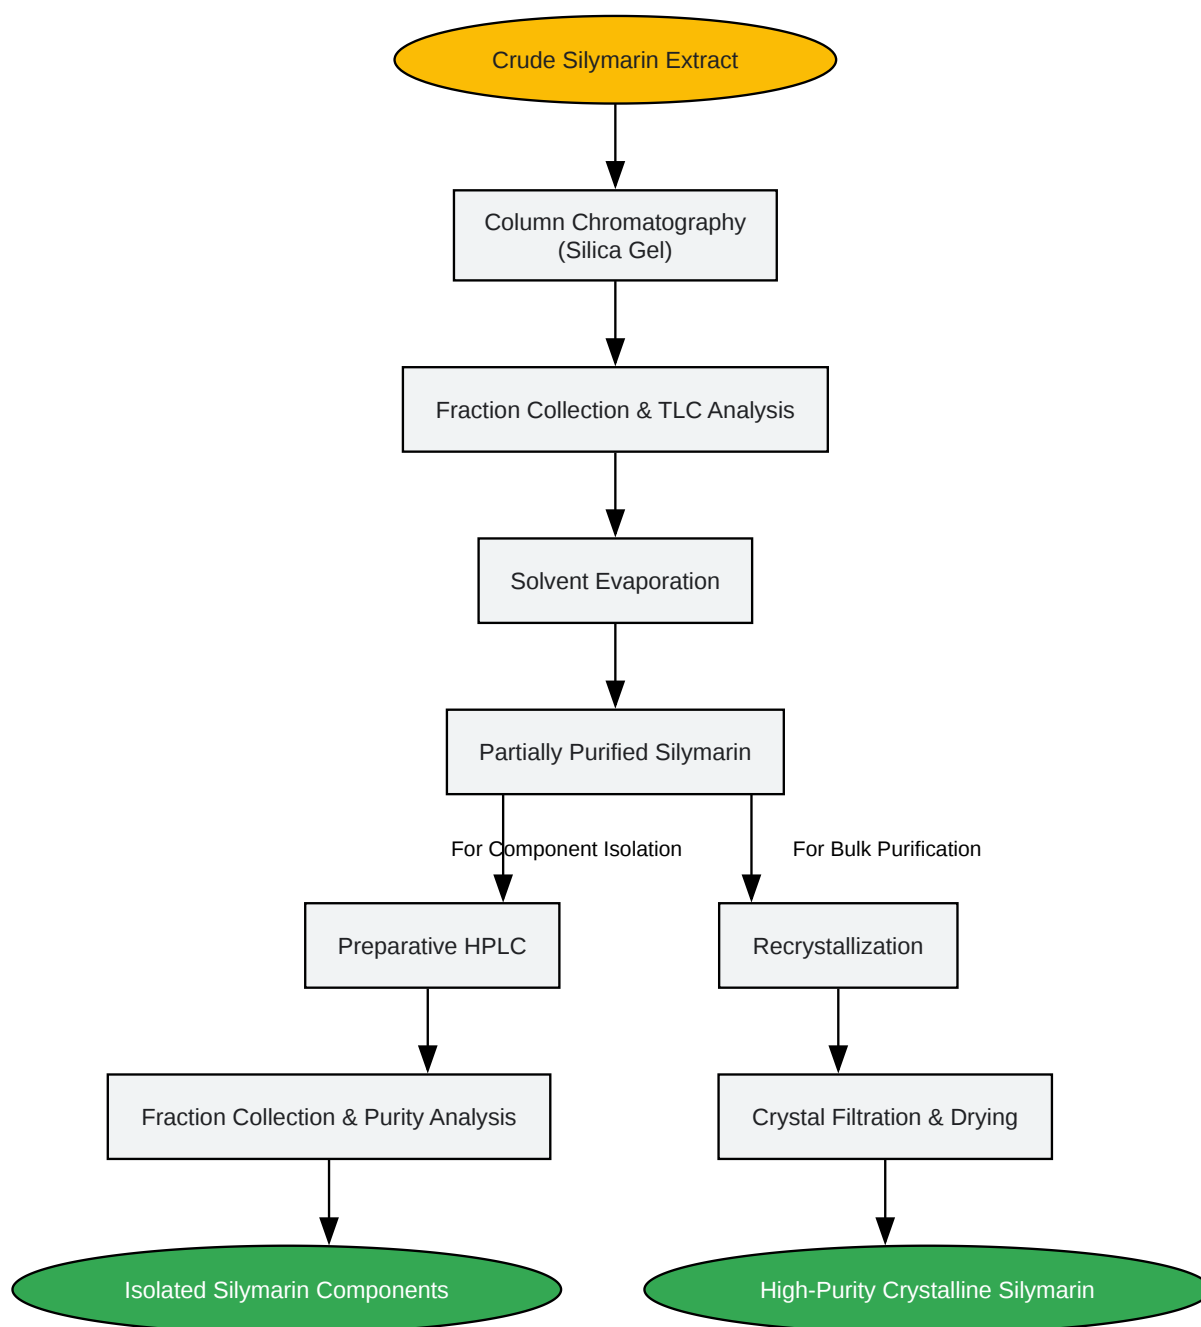 Crude Silymarin Extract
Column Chromatography
(Silica Gel)
Fraction Collection & TLC Analysis
Solvent Evaporation
Partially Purified Silymarin
For Component Isolation
For Bulk Purification
Preparative HPLC
Recrystallization
Fraction Collection & Purity Analysis
Crystal Filtration & Drying
Isolated Silymarin Components
High-Purity Crystalline Silymarin